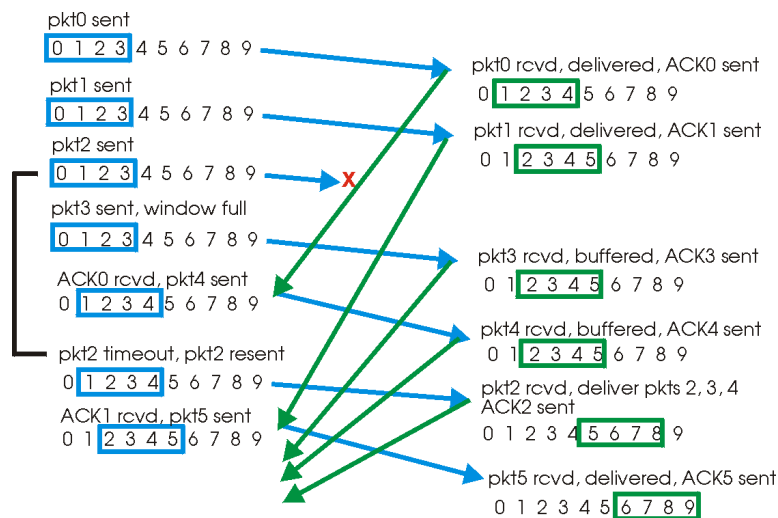 pkt0 sent
0 1 2 3 4 5 6 7 8 9
pkt1 sent
0 1 2 3 4 5 6 7 8 9
pkt2 sent
0 1 2 3 4 5 6 7 8 9
X
pkt3 sent, window full
0 1 2 3 4 5 6 7 8 9
ACK0 rcvd, pkt4 sent
0 1 2 3 4 5 6 7 8 9
pkt2 timeout, pkt2 resent
0 1 2 3 4 5 6 7 8 9
ACK1 rcvd, pkt5 sent
0 1 2 3 4 5 6 7 8 9
pkt0 rcvd, delivered, ACK0 sent
0 1 2 3 4 5 6 7 8 9
pkt1 rcvd, delivered, ACK1 sent
0 1 2 3 4 5 6 7 8 9
pkt3 rcvd, buffered, ACK3 sent
0 1 2 3 4 5 6 7 8 9
pkt4 rcvd, buffered, ACK4 sent
0 1 2 3 4 5 6 7 8 9
pkt2 rcvd, deliver pkts 2, 3, 4
ACK2 sent
0 1 2 3 4 5 6 7 8 9
pkt5 rcvd, delivered, ACK5 sent
0 1 2 3 4 5 6 7 8 9